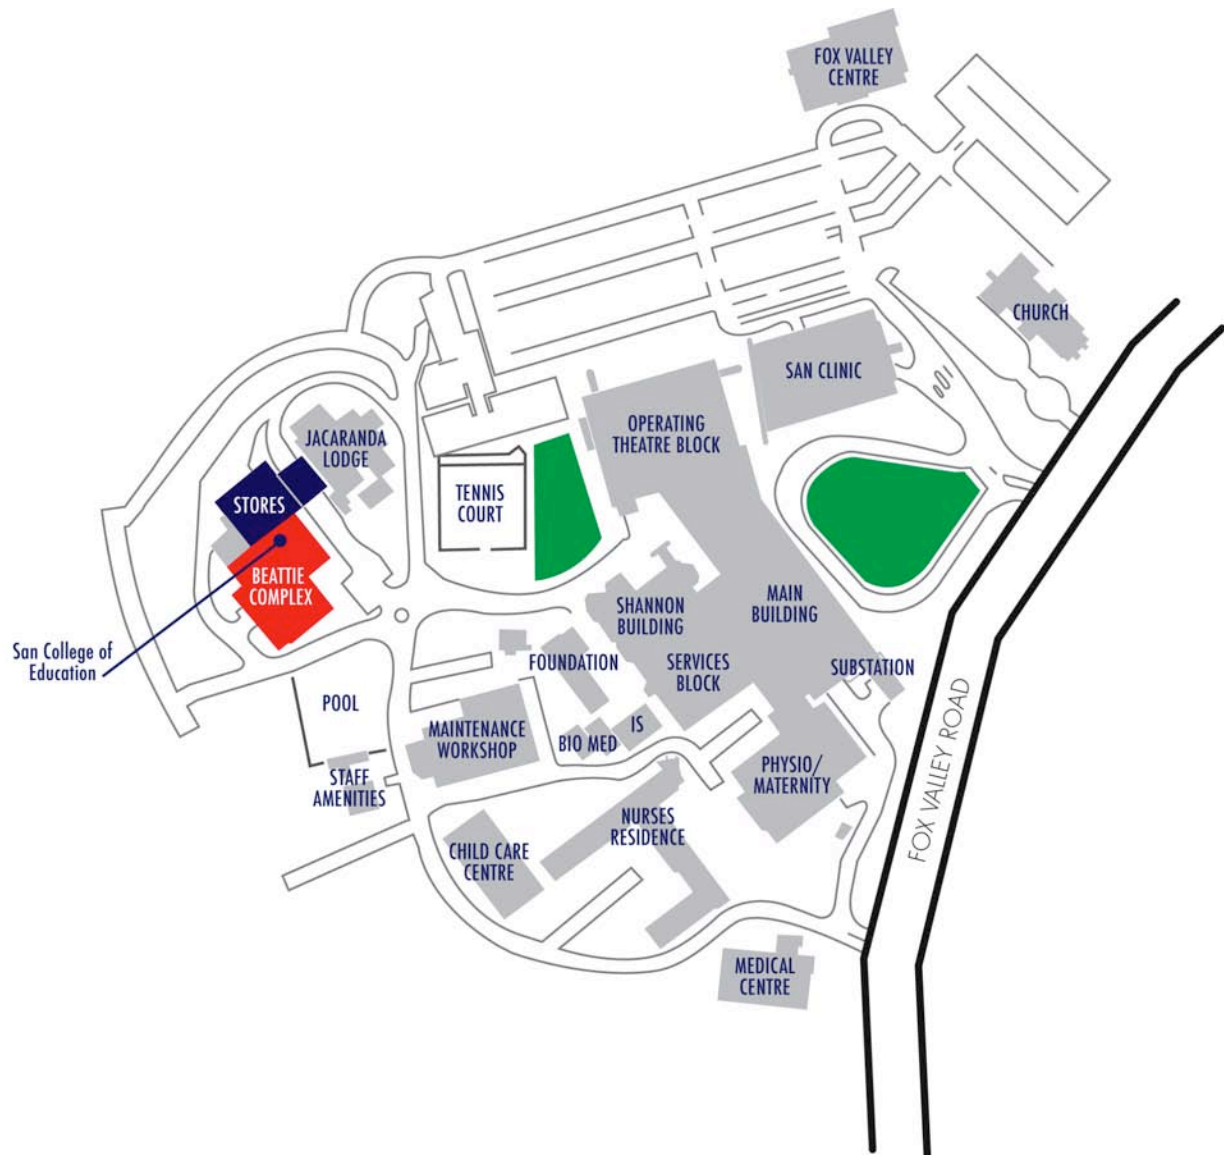 FOX VALLEY
CENTRE
CHURCH
SAN CLINIC
OPERATING
THEATRE BLOCK
JACARANDA
LODGE
STORES
TENNIS
COURT
BEATTIE
COMPLEX
San College of
Education
SHANNON
BUILDING
MAIN
BUILDING
FOUNDATION
SERVICES
BLOCK
SUBSTATION
POOL
MAINTENANCE
WORKSHOP
BIO MED
IS
PHYSIO/
MATERNITY
STAFF
AMENITIES
NURSES
RESIDENCE
CHILD CARE
CENTRE
FOX VALLEY ROAD
MEDICAL
CENTRE